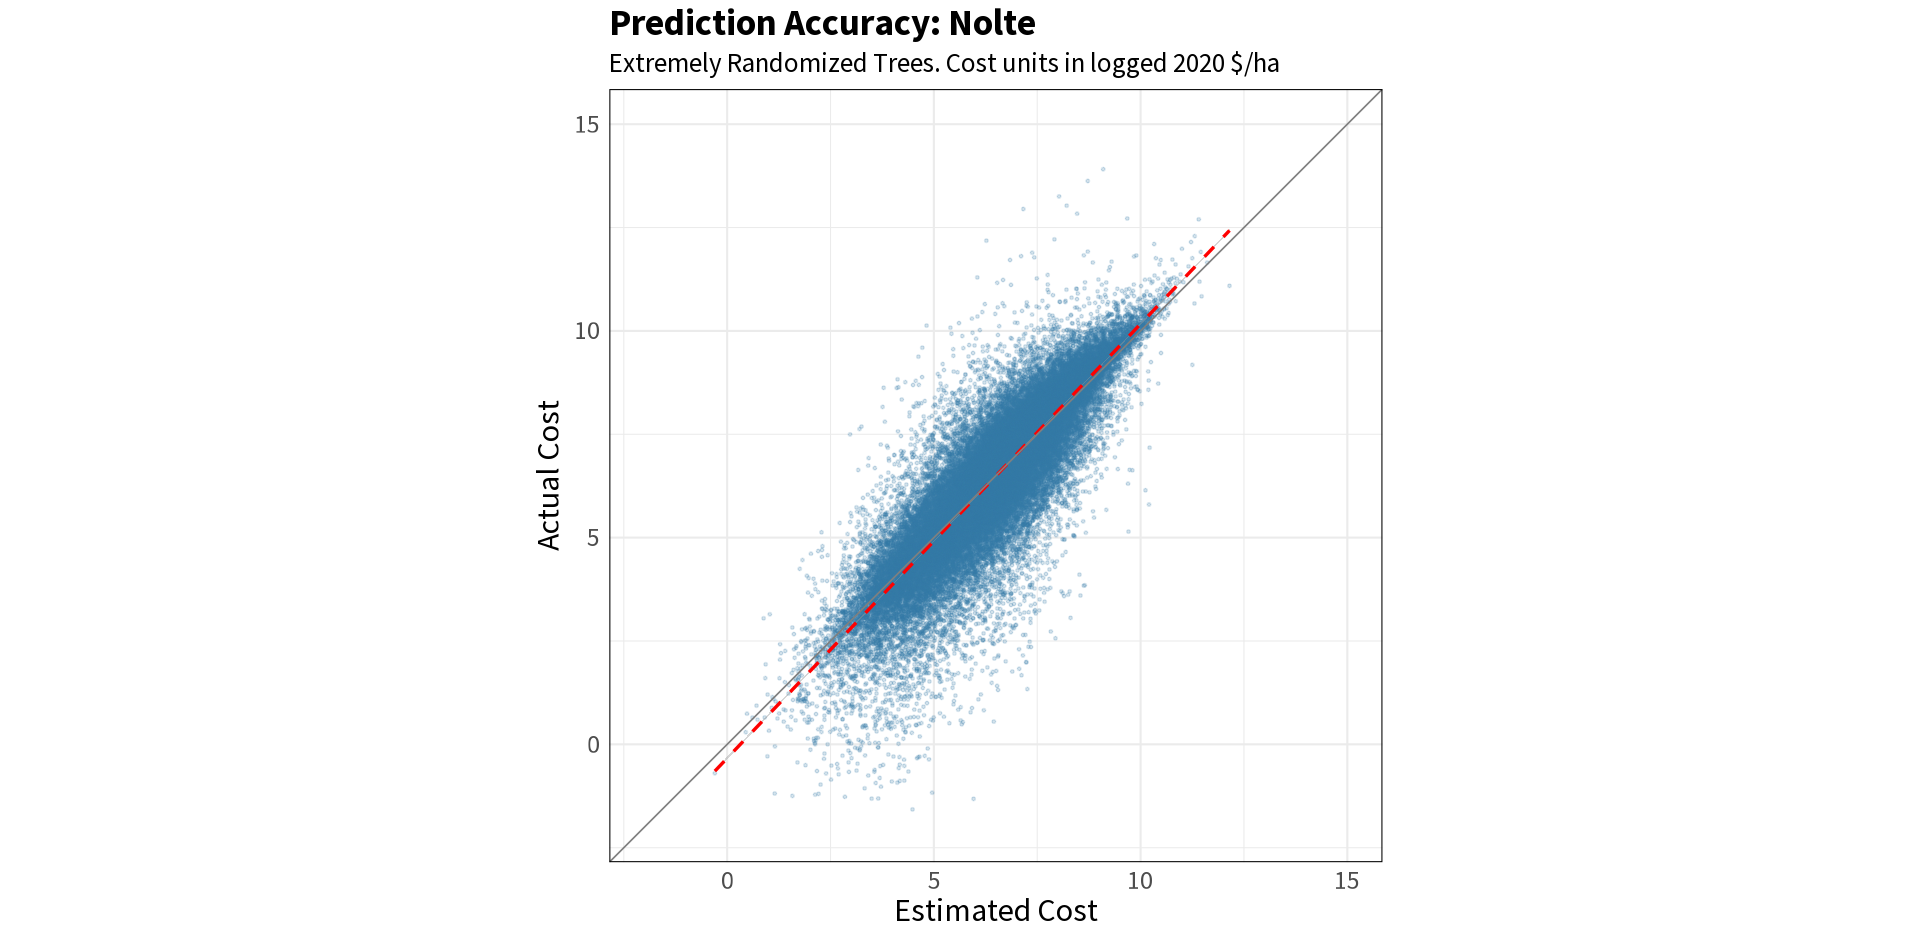 Prediction Accuracy: Nolte
Extremely Randomized Trees. Cost units in logged 2020 $/ha
15
10
5
0
Actual Cost
0 5 10 15
Estimated Cost